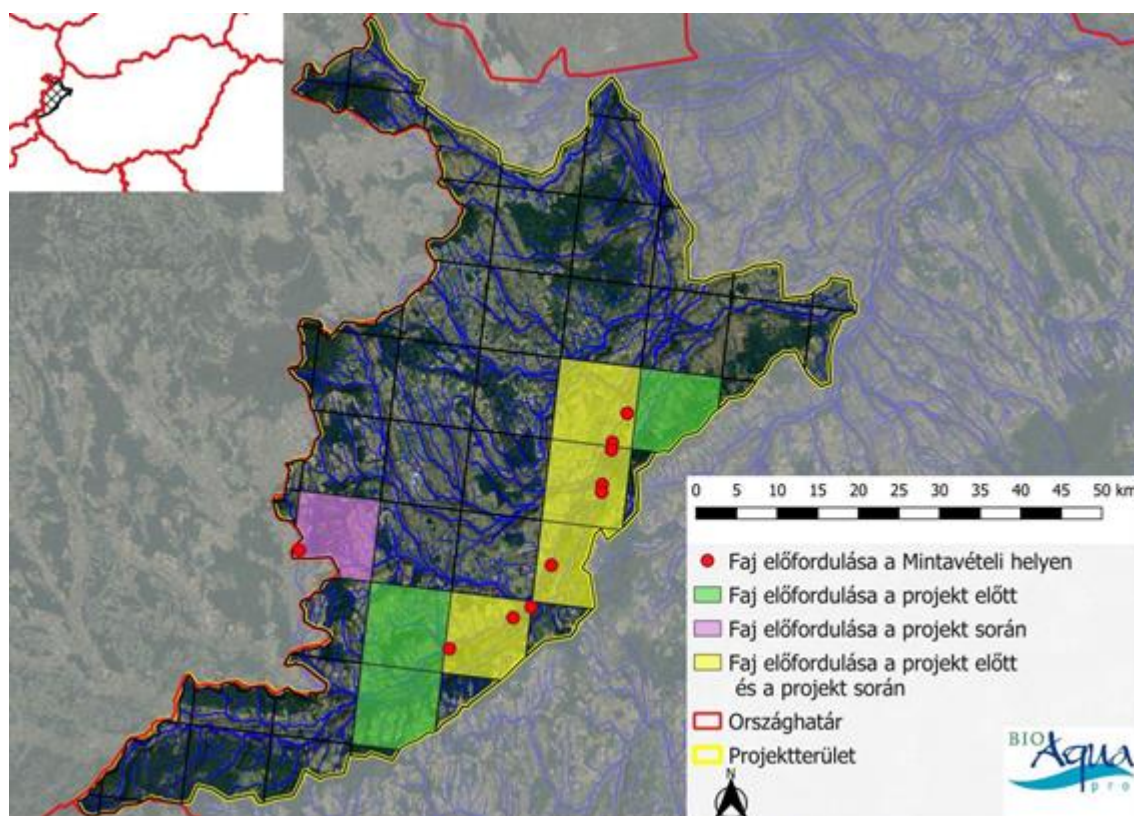 0 5 10 15 20 25 30 35 40 45 50 km
Faj előfordulása a Mintavételi helyen
Faj előfordulása a projekt előtt
Faj előfordulása a projekt során
Faj előfordulása a projekt előtt
és a projekt során
Országhatár
Projektterület
N
BIO
Aqua
pro